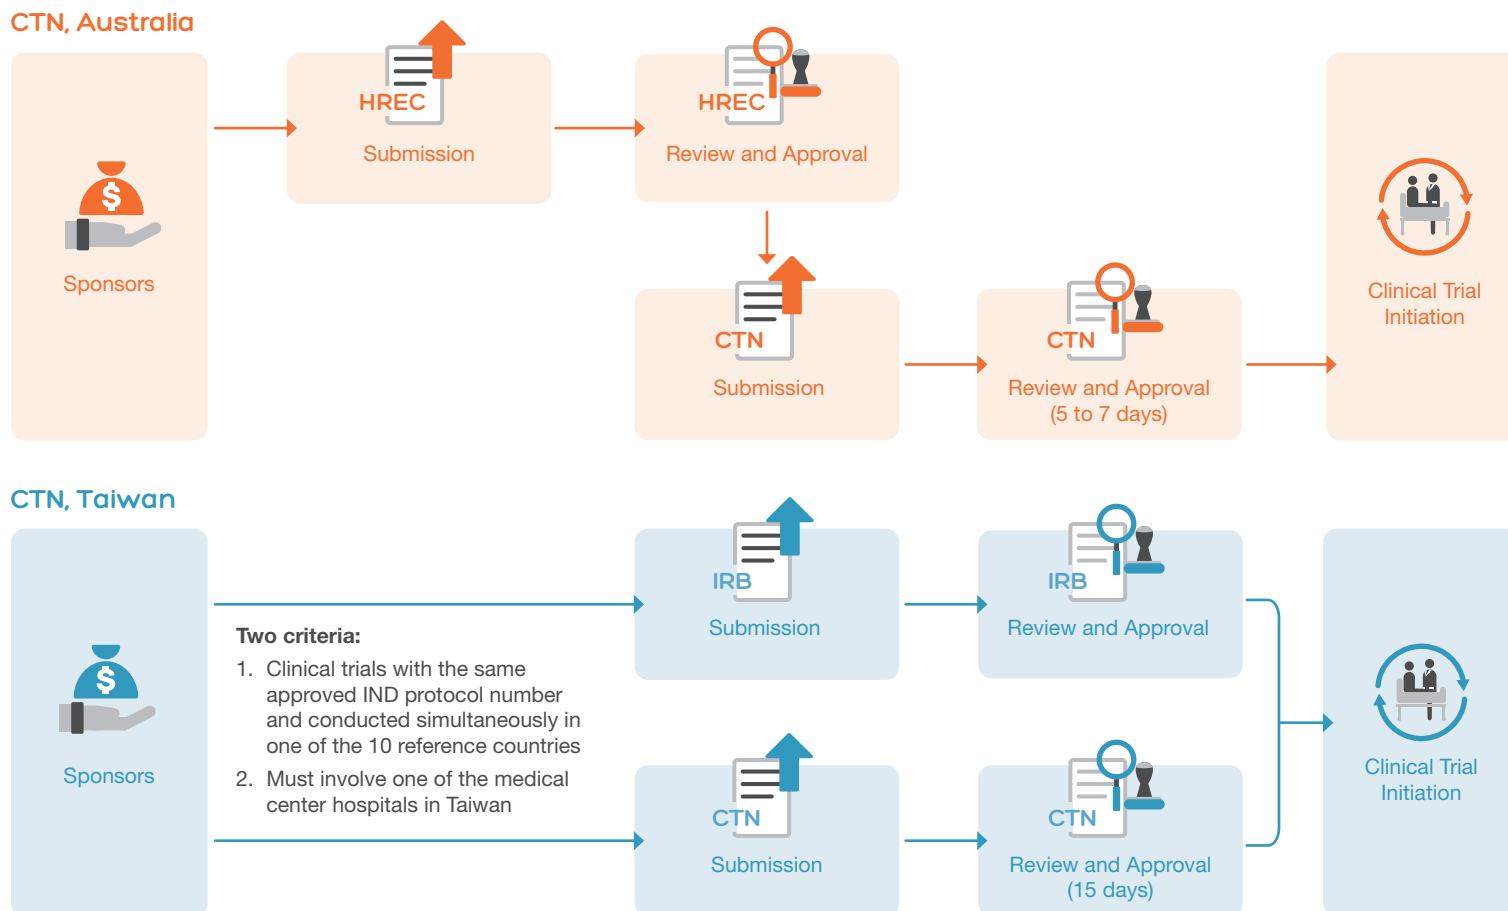 CTN, Australia
$
Sponsors
HREC
Submission
HREC
Review and Approval
CTN
Submission
CTN
Review and Approval
(5 to 7 days)
Clinical Trial
Initiation
CTN, Taiwan
$
Sponsors
Two criteria:
1. Clinical trials with the same
approved IND protocol number
and conducted simultaneously in
one of the 10 reference countries
2. Must involve one of the medical
center hospitals in Taiwan
IRB
Submission
IRB
Review and Approval
CTN
Submission
CTN
Review and Approval
(15 days)
Clinical Trial
Initiation